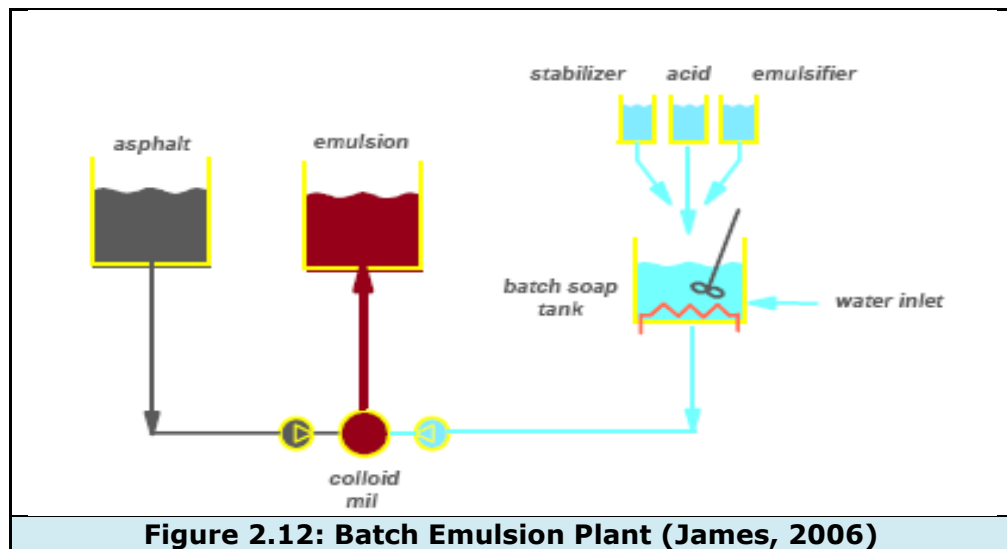 stabilizer acid emulsifier
asphalt emulsion
batch soap
tank
water inlet
colloid
mil
Figure 2.12: Batch Emulsion Plant (James, 2006)